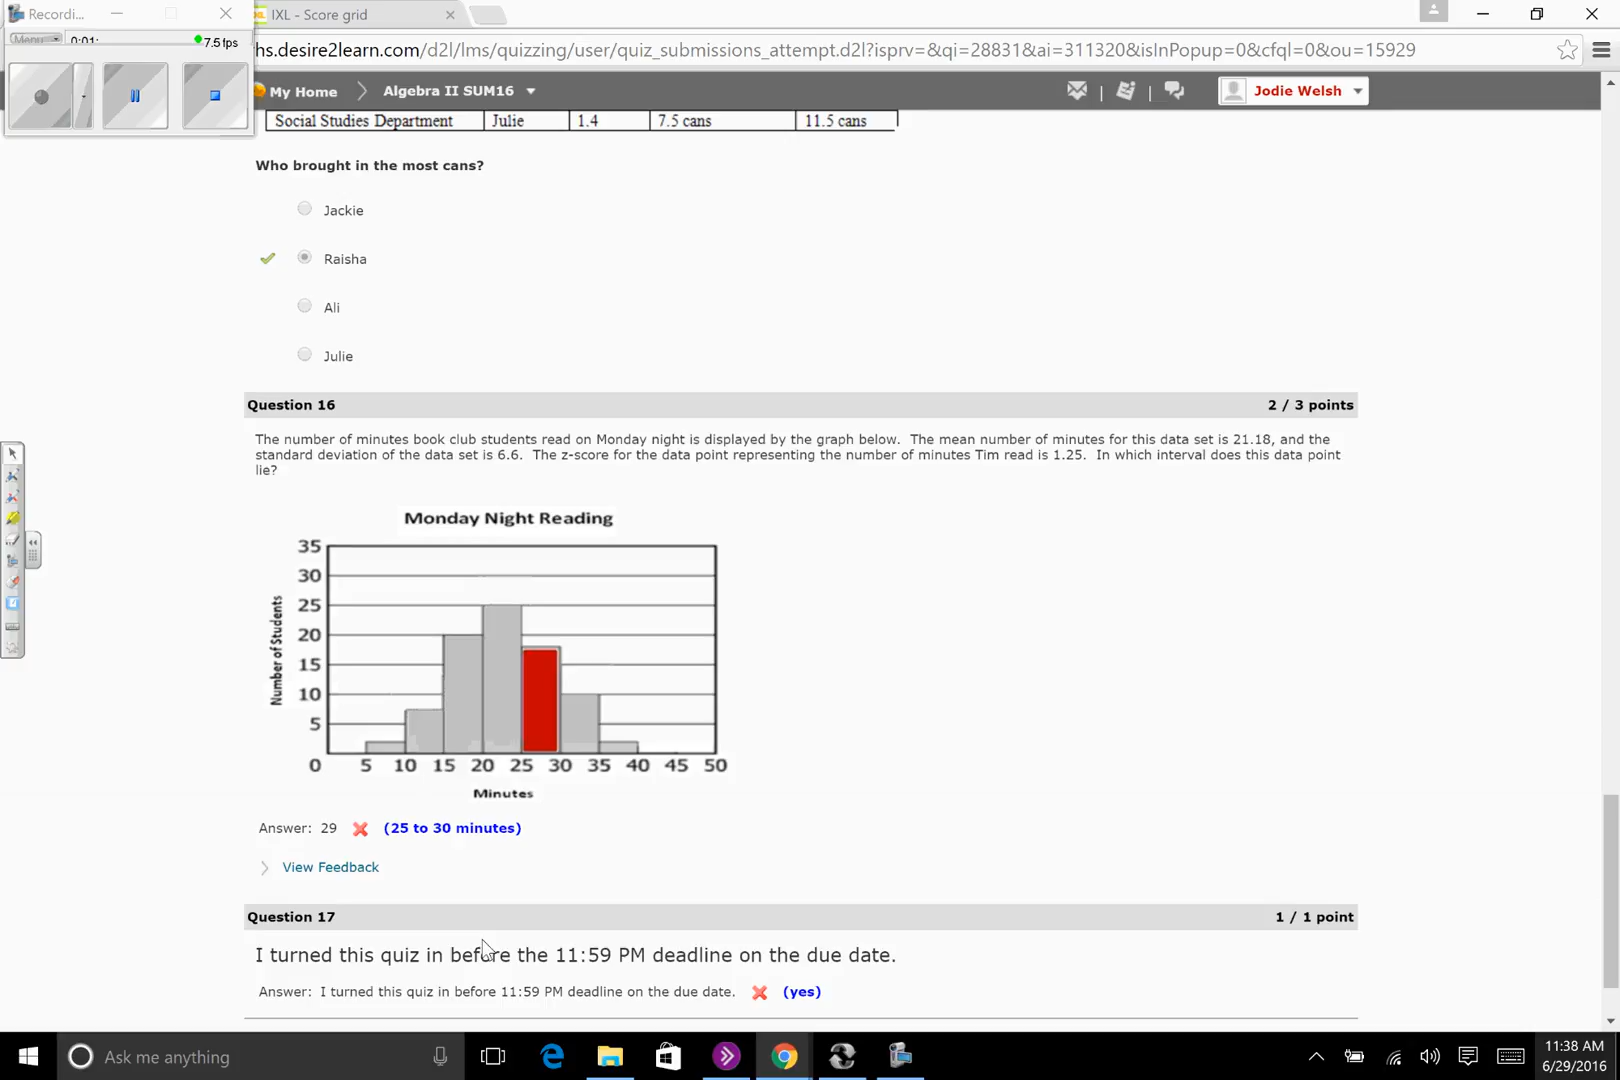 Recordi...
IXL - Score grid
Menu
0:01:
7.5 fps
hs.desire2learn.com/d2l/lms/quizzing/user/quiz_submissions_attempt.d2l?isprv=&qi=28831&ai=311320&isInPopup=0&cfql=0&ou=15929
My Home
Algebra II SUM16
Jodie Welsh
Social Studies Department Julie 1.4 7.5 cans 11.5 cans
Who brought in the most cans?
Jackie
Raisha
Ali
Julie
Question 16 2 / 3 points
The number of minutes book club students read on Monday night is displayed by the graph below. The mean number of minutes for this data set is 21.18, and the
standard deviation of the data set is 6.6. The z-score for the data point representing the number of minutes Tim read is 1.25. In which interval does this data point
lie?
Monday Night Reading
35
30
25
20
15
10
5
Number of Students
0 5 10 15 20 25 30 35 40 45 50
Minutes
Answer: 29 (25 to 30 minutes)
View Feedback
Question 17 1 / 1 point
I turned this quiz in before the 11:59 PM deadline on the due date.
Answer: I turned this quiz in before 11:59 PM deadline on the due date. (yes)
Ask me anything
11:38 AM
6/29/2016